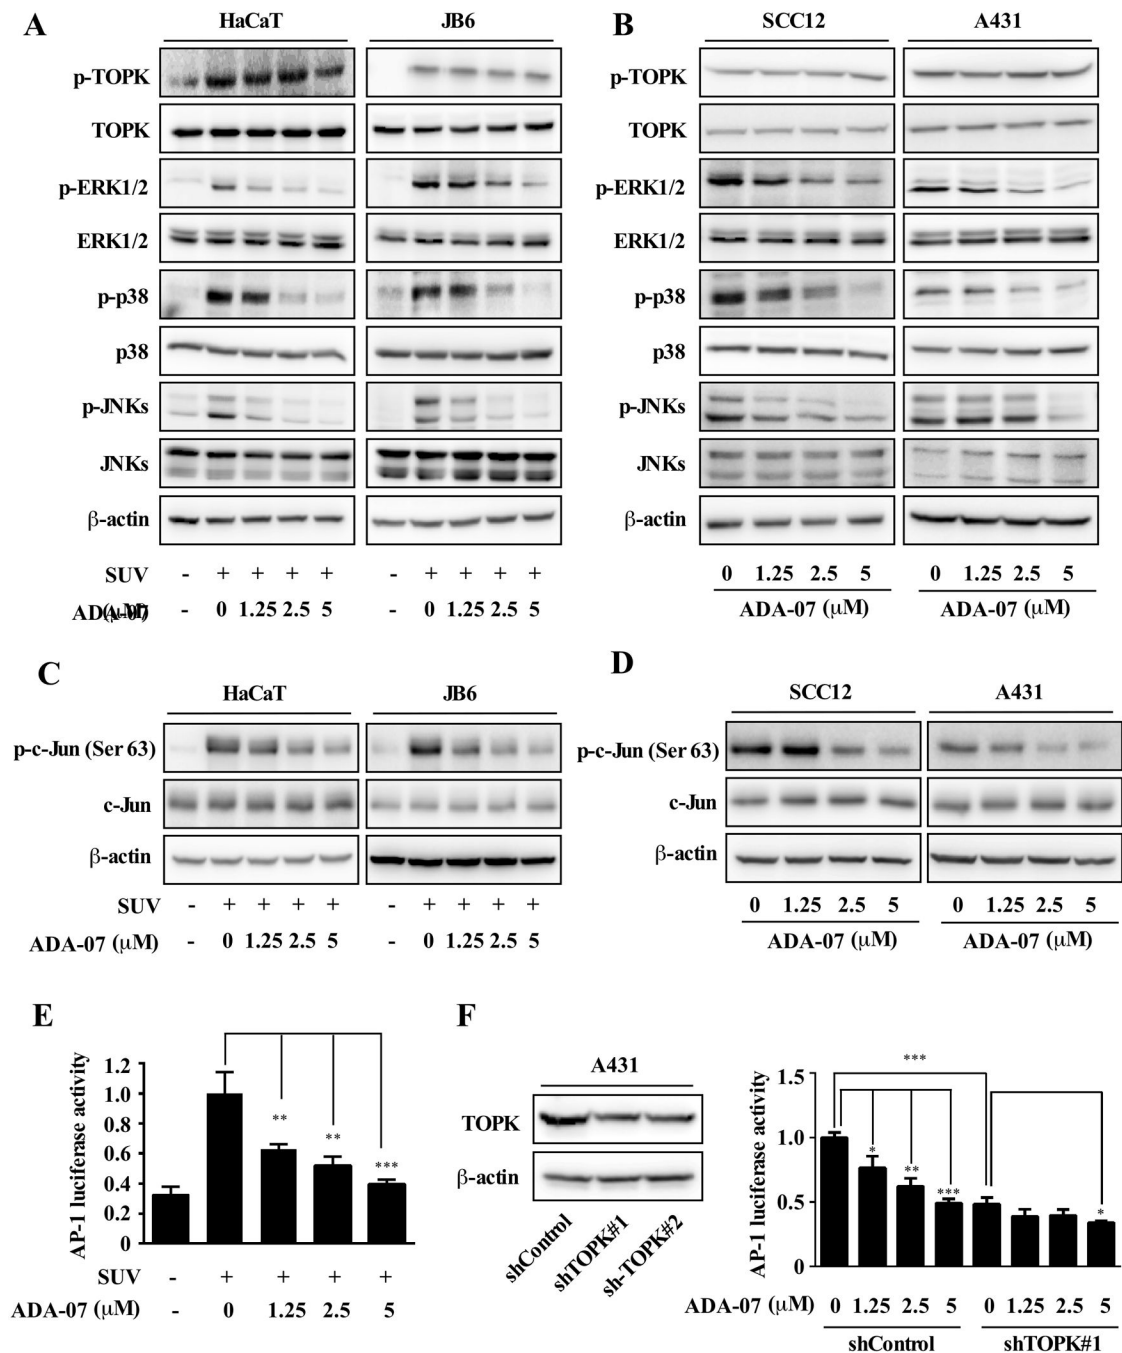 A
HaCaT JB6
p-TOPK
TOPK
p-ERK1/2
ERK1/2
p-p38
p38
p-JNKs
JNKs
β-actin
SUV - + + + + - + + + +
ADA-07 (μM) - 0 1.25 2.5 5 - 0 1.25 2.5 5
B
SCC12 A431
p-TOPK
TOPK
p-ERK1/2
ERK1/2
p-p38
p38
p-JNKs
JNKs
β-actin
0 1.25 2.5 5 0 1.25 2.5 5
ADA-07 (μM) ADA-07 (μM)
C
HaCaT JB6
p-c-Jun (Ser 63)
c-Jun
β-actin
SUV - + + + + - + + + +
ADA-07 (μM) - 0 1.25 2.5 5 - 0 1.25 2.5 5
D
SCC12 A431
p-c-Jun (Ser 63)
c-Jun
β-actin
0 1.25 2.5 5 0 1.25 2.5 5
ADA-07 (μM) ADA-07 (μM)
E
AP-1 luciferase activity
1.2
1.0
0.8
0.6
0.4
0.2
0
** ** ***
SUV - + + + +
ADA-07 (μM) - 0 1.25 2.5 5
F
A431
TOPK
β-actin
shControl
shTOPK#1
sh-TOPK#2
AP-1 luciferase activity
1.5
1.0
0.5
0
***
* ** *** *
ADA-07 (μM) 0 1.25 2.5 5 0 1.25 2.5 5
shControl shTOPK#1